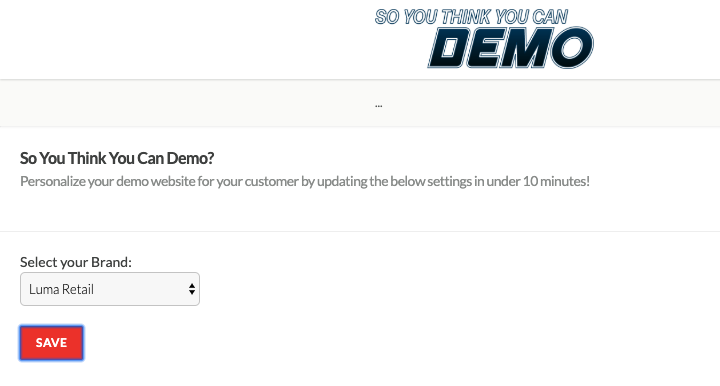 SO YOU THINK YOU CAN
DEMO
...
So You Think You Can Demo?
Personalize your demo website for your customer by updating the below settings in under 10 minutes!
Select your Brand:
Luma Retail
SAVE